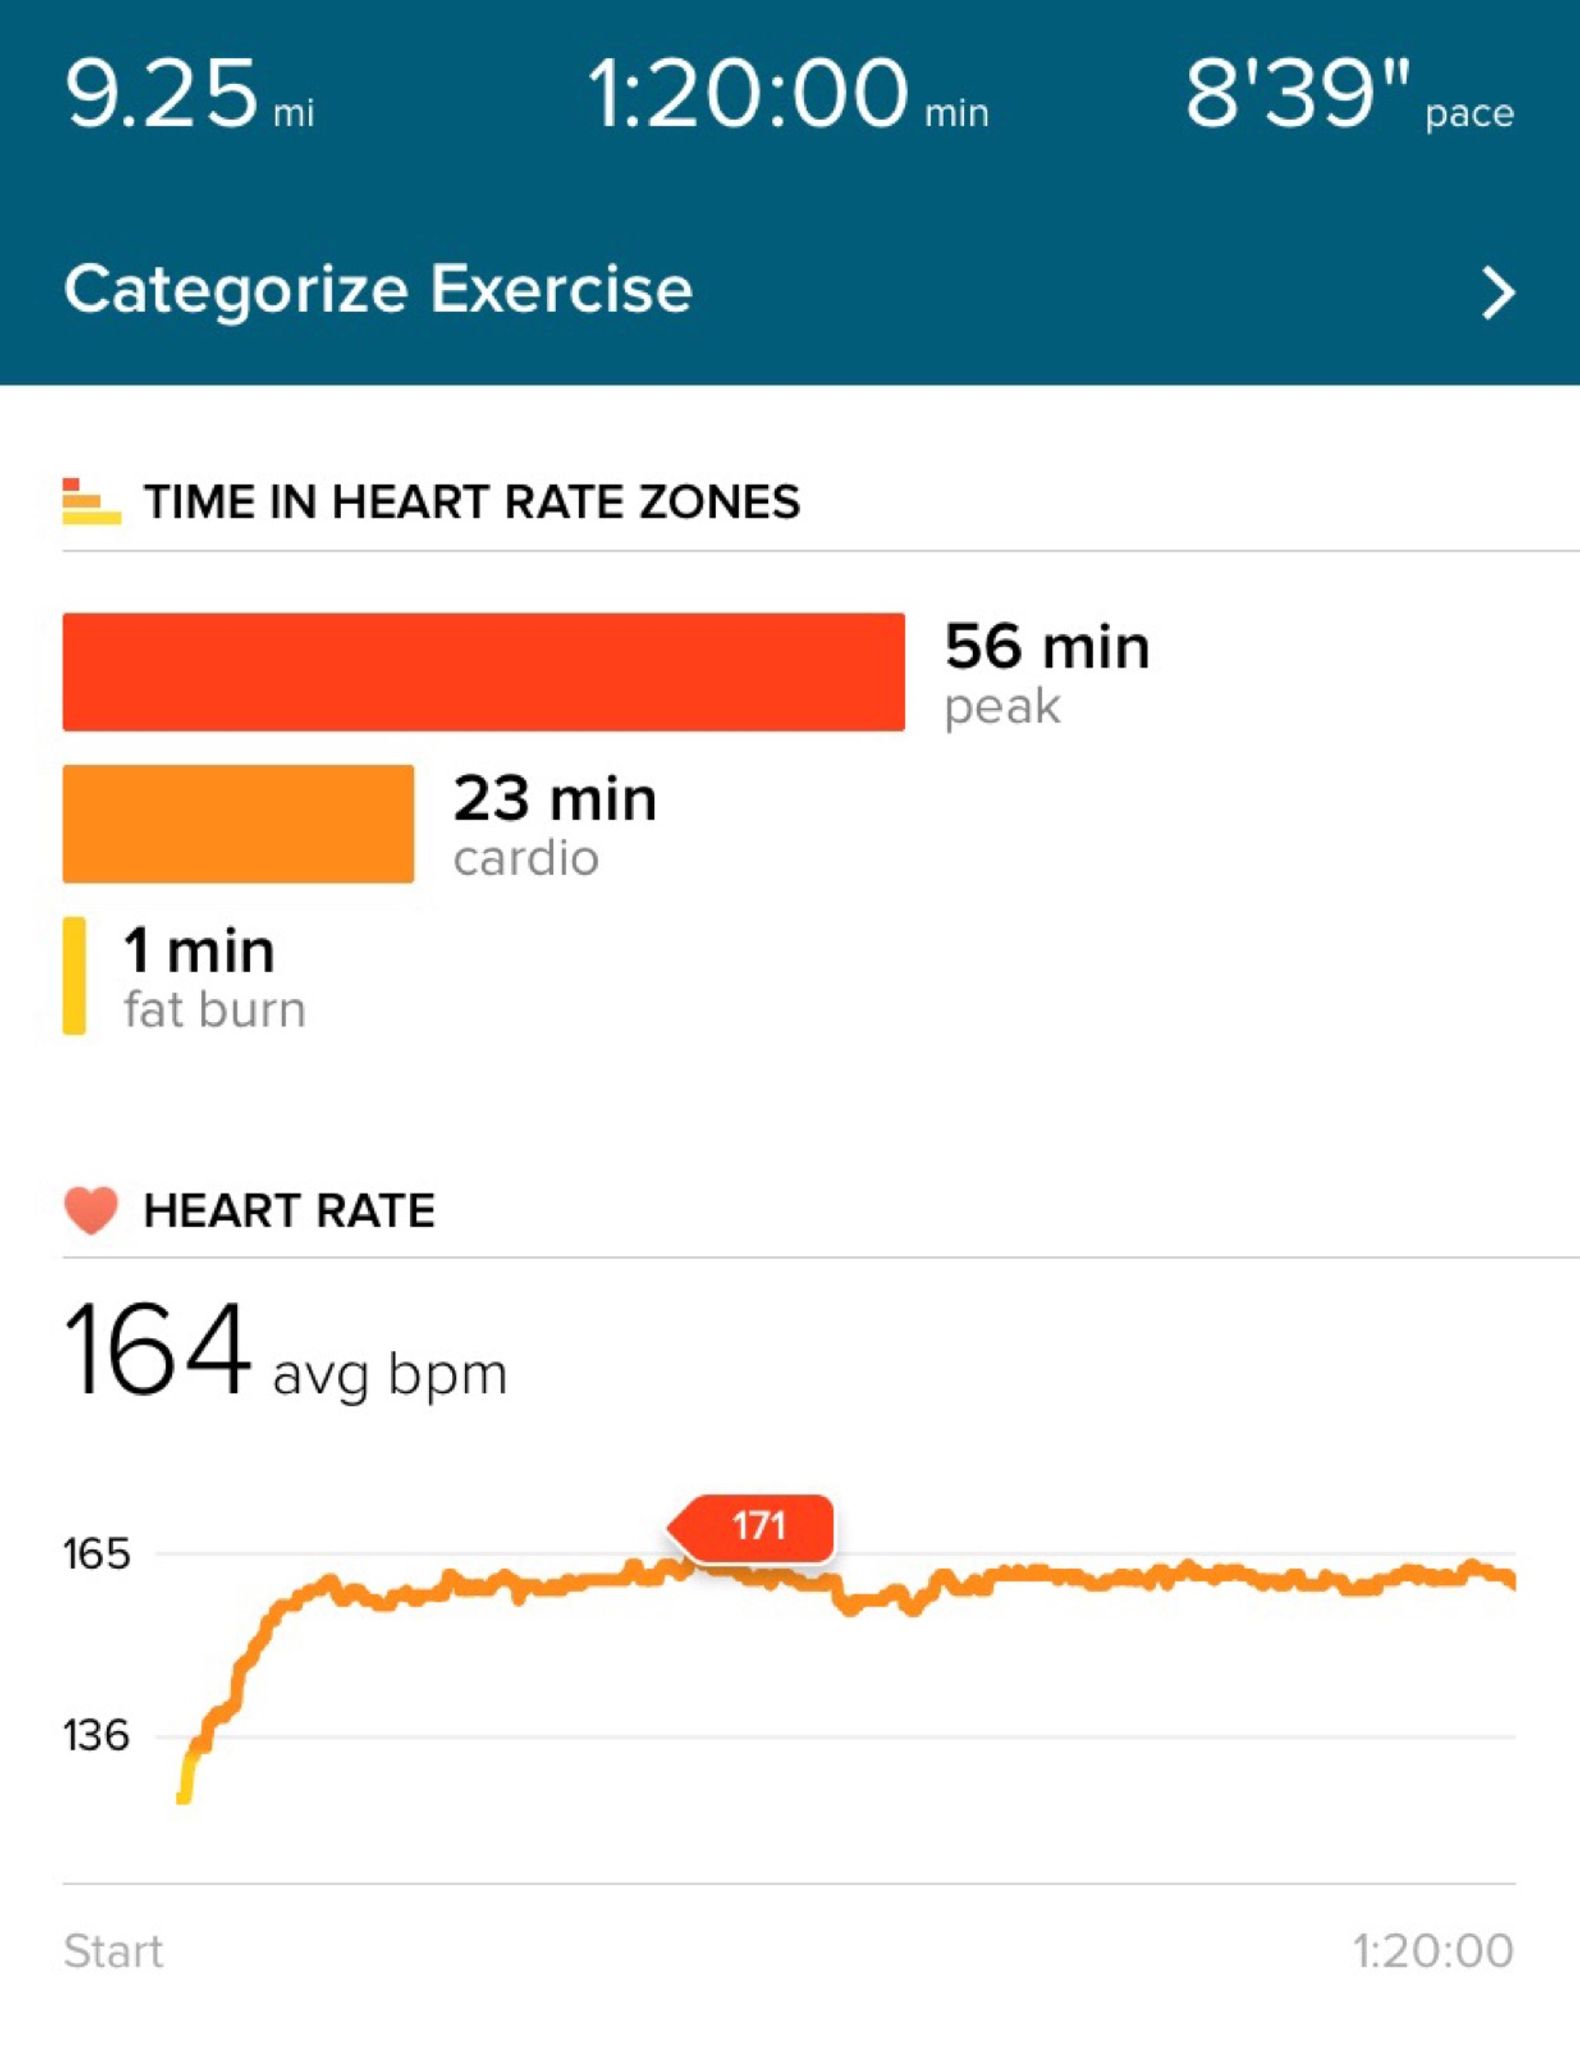 9.25 mi 1:20:00 min 8'39" pace
Categorize Exercise
TIME IN HEART RATE ZONES
56 min
peak
23 min
cardio
1 min
fat burn
HEART RATE
164 avg bpm
171
165
136
Start 1:20:00